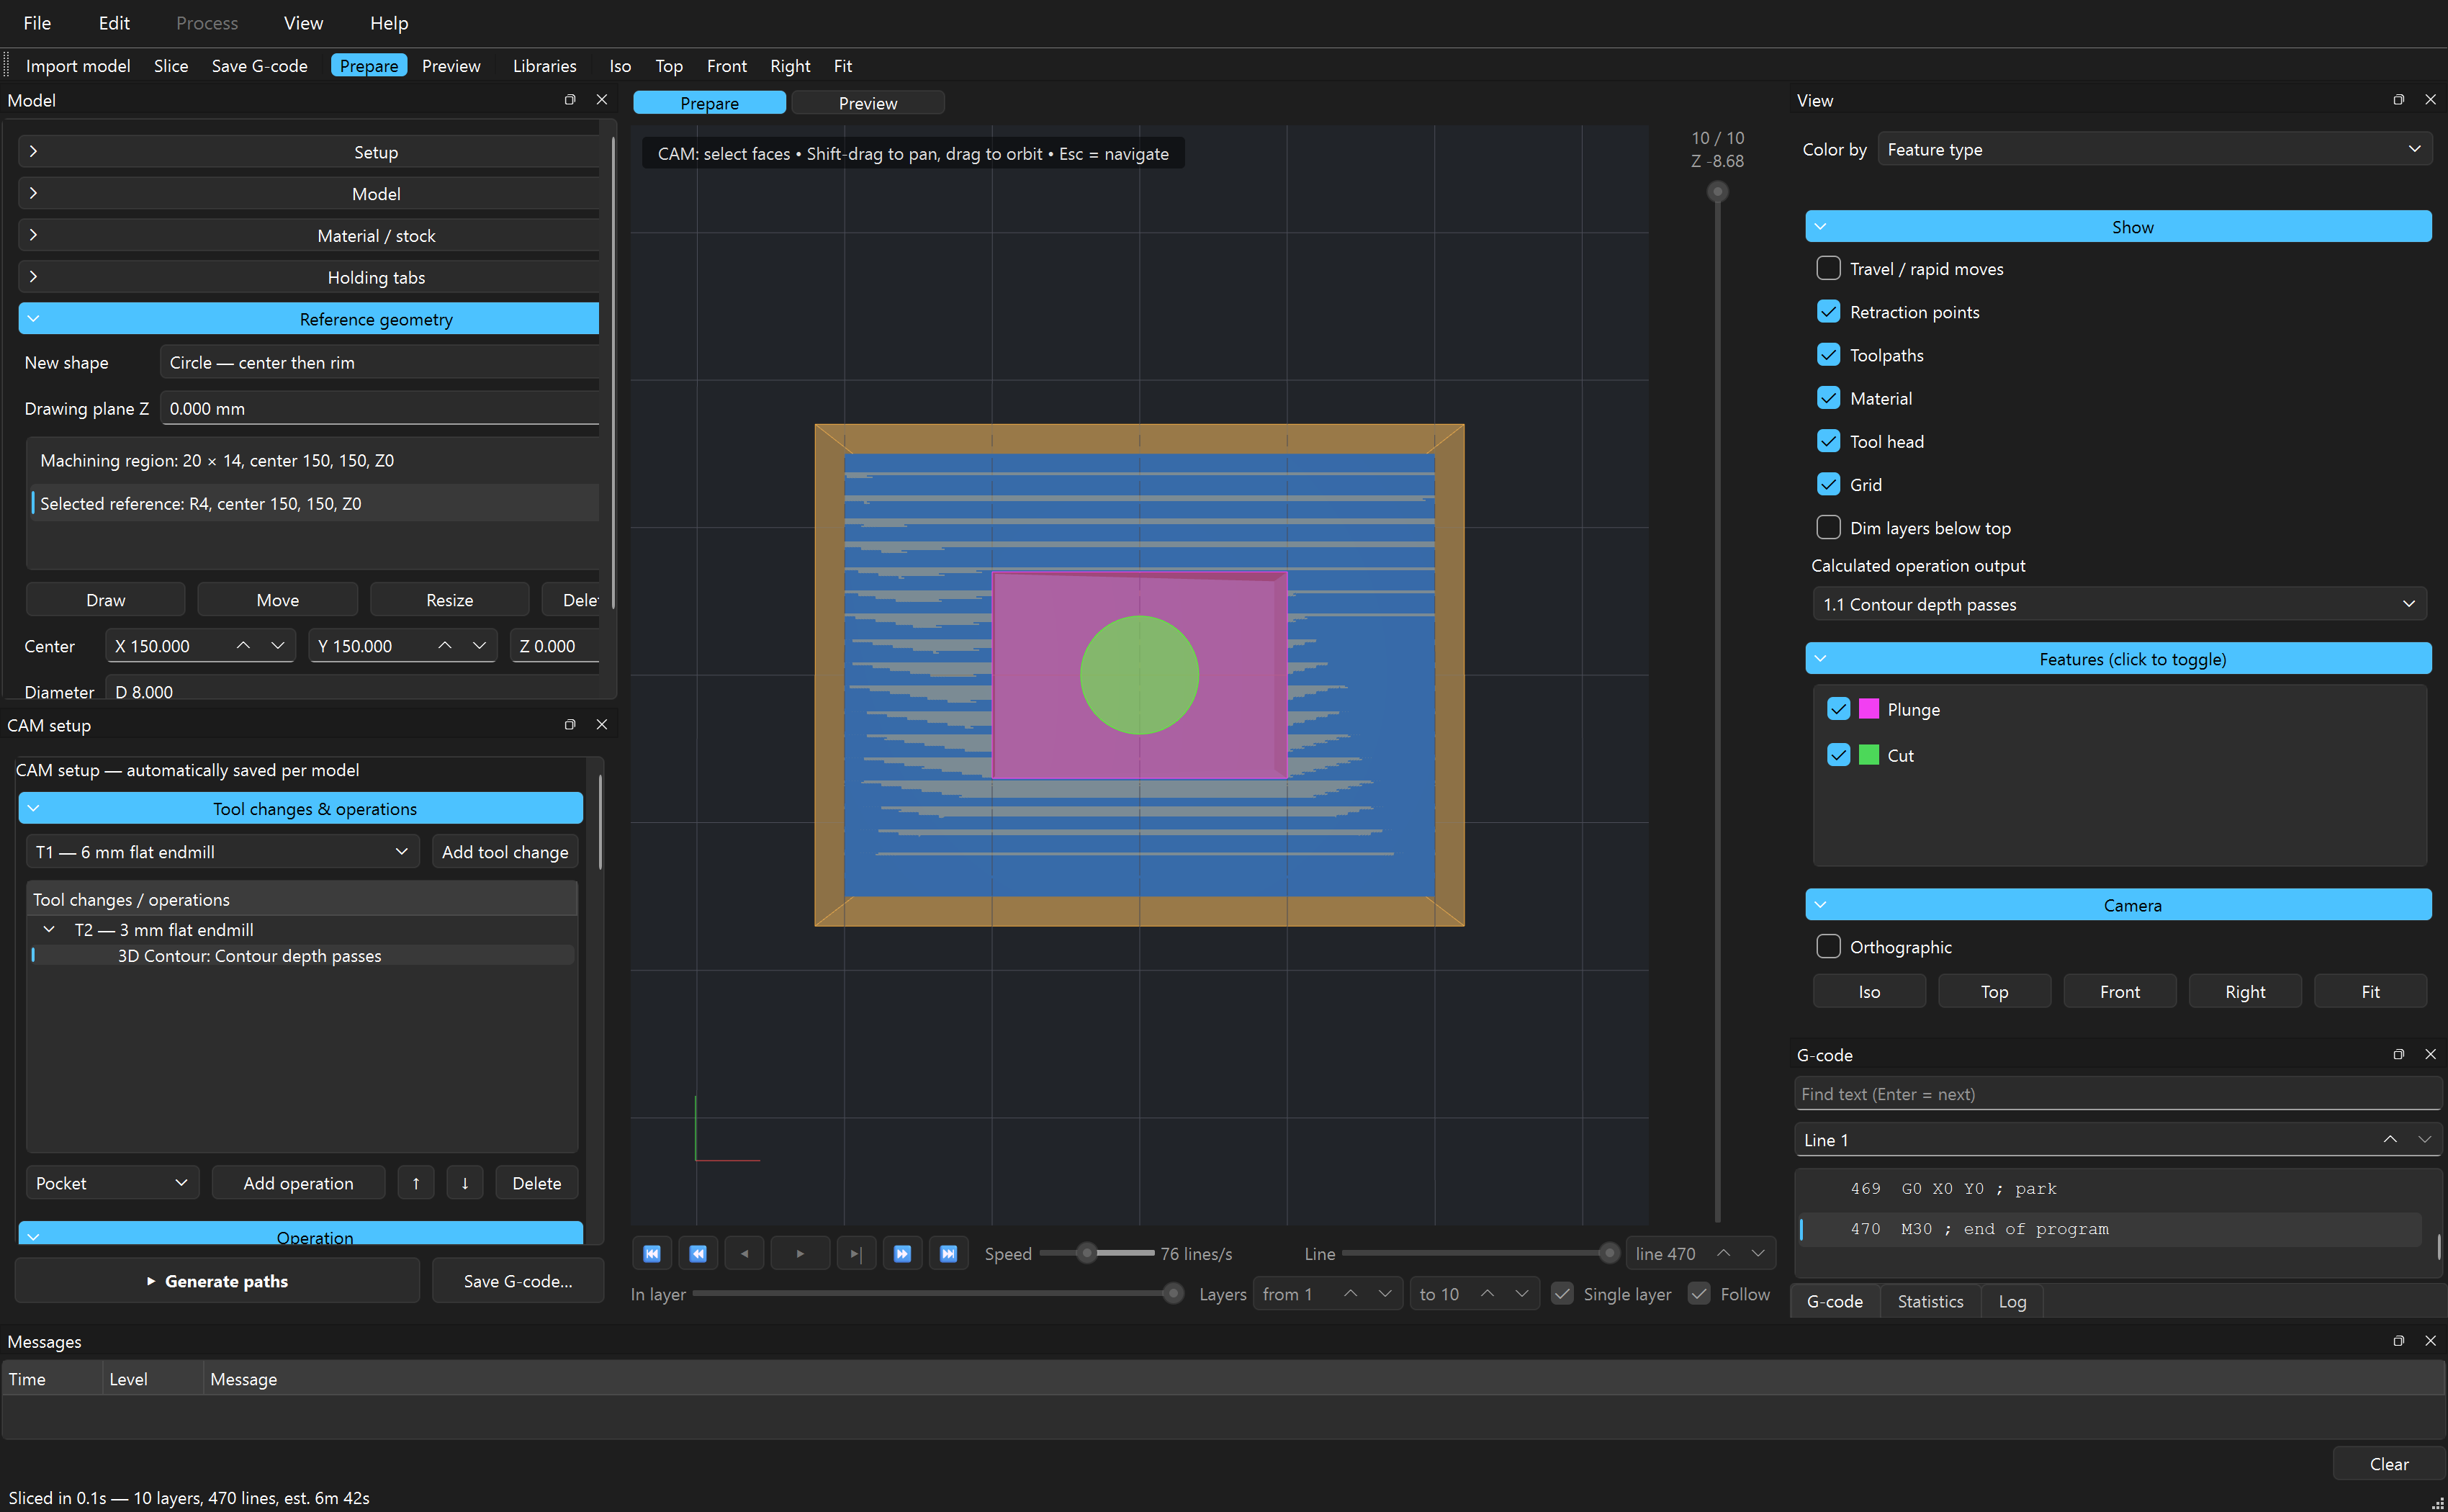 File Edit Process View Help
Import model Slice Save G-code Prepare Preview Libraries Iso Top Front Right Fit
Model
Setup
Model
Material / stock
Holding tabs
Reference geometry
New shape Circle — center then rim
Drawing plane Z 0.000 mm
Machining region: 20 × 14, center 150, 150, Z0
Selected reference: R4, center 150, 150, Z0
Draw Move Resize Delet
Center X 150.000 Y 150.000 Z 0.000
Diameter D 8.000
CAM setup
CAM setup — automatically saved per model
Tool changes & operations
T1 — 6 mm flat endmill Add tool change
Tool changes / operations
T2 — 3 mm flat endmill
3D Contour: Contour depth passes
Pocket Add operation ↑ ↓ Delete
Operation
Generate paths Save G-code...
Prepare Preview
CAM: select faces • Shift-drag to pan, drag to orbit • Esc = navigate
10 / 10
Z -8.68
Speed 76 lines/s Line line 470
In layer Layers from 1 to 10 Single layer Follow
View
Color by Feature type
Show
Travel / rapid moves
Retraction points
Toolpaths
Material
Tool head
Grid
Dim layers below top
Calculated operation output
1.1 Contour depth passes
Features (click to toggle)
Plunge
Cut
Camera
Orthographic
Iso Top Front Right Fit
G-code
Find text (Enter = next)
Line 1
469 G0 X0 Y0 ; park
470 M30 ; end of program
G-code Statistics Log
Messages
Time Level Message
Clear
Sliced in 0.1s — 10 layers, 470 lines, est. 6m 42s